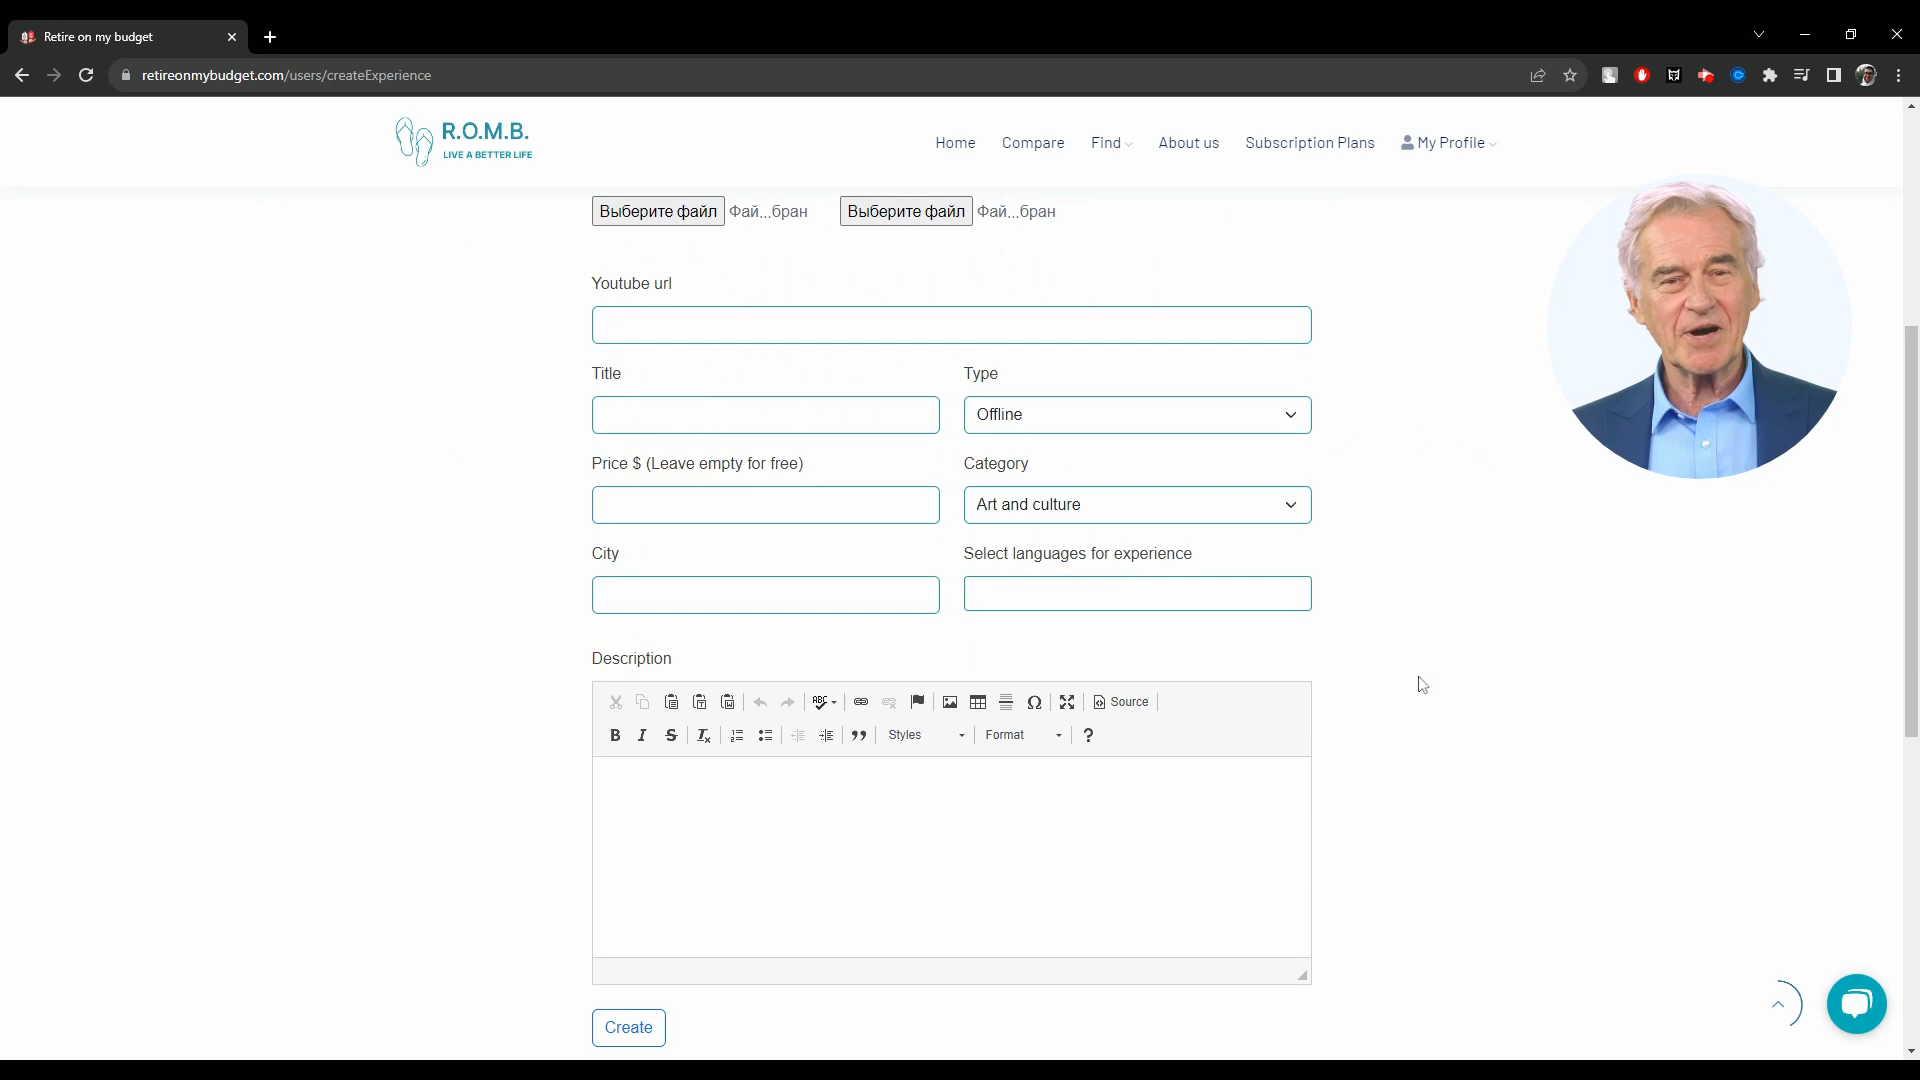 Retire on my budget
retireonmybudget.com/users/createExperience
R.O.M.B.
LIVE A BETTER LIFE
Home Compare Find About us Subscription Plans My Profile
Выберите файл Фай...бран Выберите файл Фай...бран
Youtube url
Title Type
Offline
Price $ (Leave empty for free) Category
Art and culture
City Select languages for experience
Description
ABC Ω Source
B I S Ix Styles Format ?
Create